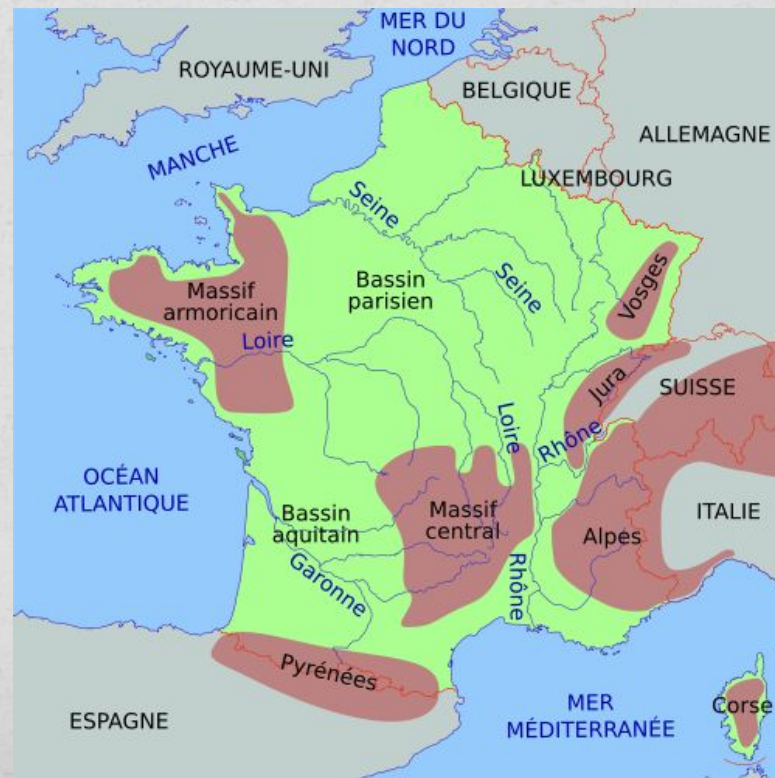 MER DU
NORD
ROYAUME-UNI
BELGIQUE
ALLEMAGNE
MANCHE
LUXEMBOURG
Seine
Bassin
parisien
Seine
Vosges
Massif
armoricain
Loire
Jura
SUISSE
Loire
Rhône
OCÉAN
ATLANTIQUE
Bassin
aquitain
Massif
central
Alpes
ITALIE
Garonne
Rhône
Pyrénées
ESPAGNE
MER
MÉDITERRANÉE
Corse